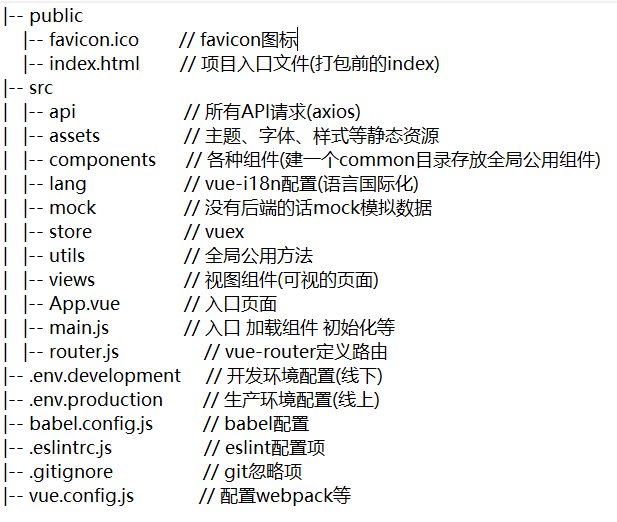 |-- public
|-- favicon.ico // favicon图标
|-- index.html // 项目入口文件(打包前的index)
|-- src
| |-- api // 所有API请求(axios)
| |-- assets // 主题、字体、样式等静态资源
| |-- components // 各种组件(建一个common目录存放全局公用组件)
| |-- lang // vue-i18n配置(语言国际化)
| |-- mock // 没有后端的话mock模拟数据
| |-- store // vuex
| |-- utils // 全局公用方法
| |-- views // 视图组件(可视的页面)
| |-- App.vue // 入口页面
| |-- main.js // 入口 加载组件 初始化等
| |-- router.js // vue-router定义路由
|-- .env.development // 开发环境配置(线下)
|-- .env.production // 生产环境配置(线上)
|-- babel.config.js // babel配置
|-- .eslintrc.js // eslint配置项
|-- .gitignore // git忽略项
|-- vue.config.js // 配置webpack等